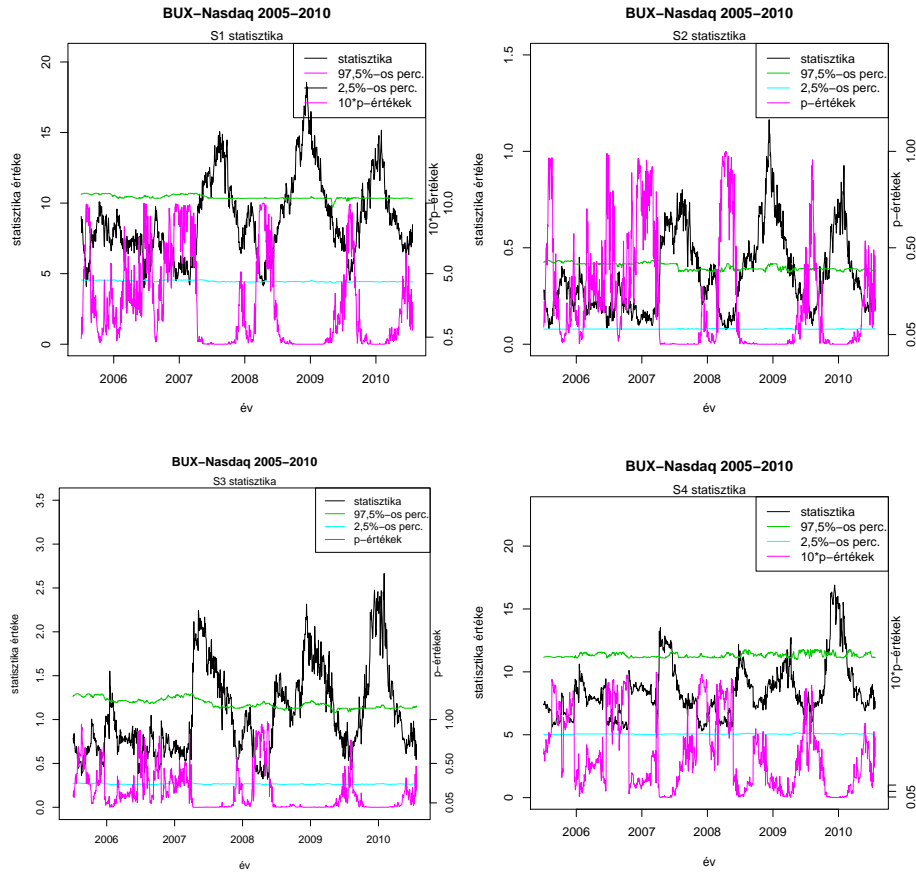 BUX−Nasdaq 2005−2010
S1 statisztika
statisztika
97,5%−os perc.
2,5%−os perc.
10*p−értékek
statisztika értéke
0
5
10
15
20
10*p−értékek
0.5
5.0
10.0
2006
2007
2008
2009
2010
év
BUX−Nasdaq 2005−2010
S2 statisztika
statisztika
97,5%−os perc.
2,5%−os perc.
p−értékek
statisztika értéke
0.0
0.5
1.0
1.5
p−értékek
0.05
0.50
1.00
2006
2007
2008
2009
2010
év
BUX−Nasdaq 2005−2010
S3 statisztika
statisztika
97,5%−os perc.
2,5%−os perc.
p−értékek
statisztika értéke
0.0
0.5
1.0
1.5
2.0
2.5
3.0
3.5
p−értékek
0.05
0.50
1.00
2006
2007
2008
2009
2010
év
BUX−Nasdaq 2005−2010
S4 statisztika
statisztika
97,5%−os perc.
2,5%−os perc.
10*p−értékek
statisztika értéke
0
5
10
15
20
10*p−értékek
0.05
2006
2007
2008
2009
2010
év